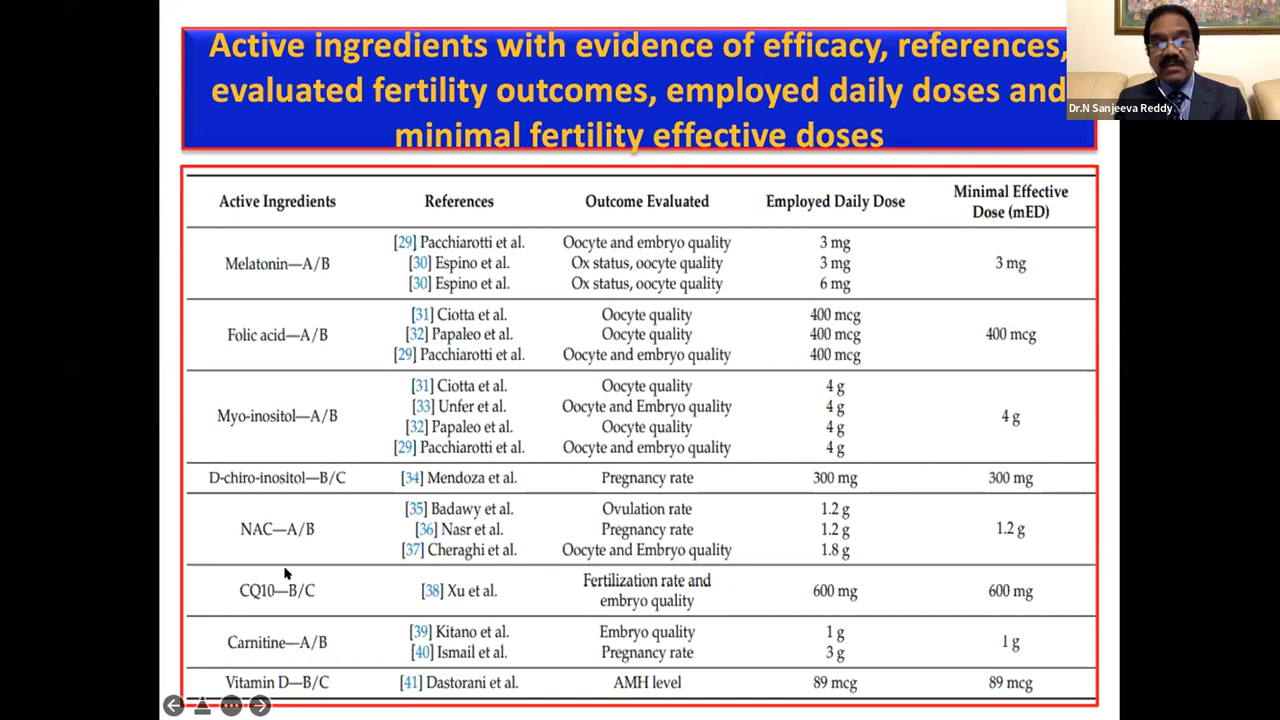 Active ingredients with evidence of efficacy, references,
evaluated fertility outcomes, employed daily doses and
minimal fertility effective doses
Dr.N Sanjeeva Reddy
Active Ingredients References Outcome Evaluated Employed Daily Dose Minimal Effective Dose (mED)
Melatonin—A/B [29] Pacchiarotti et al. Oocyte and embryo quality 3 mg 3 mg
[30] Espino et al. Ox status, oocyte quality 3 mg
[30] Espino et al. Ox status, oocyte quality 6 mg
Folic acid—A/B [31] Ciotta et al. Oocyte quality 400 mcg 400 mcg
[32] Papaleo et al. Oocyte quality 400 mcg
[29] Pacchiarotti et al. Oocyte and embryo quality 400 mcg
Myo-inositol—A/B [31] Ciotta et al. Oocyte quality 4 g 4 g
[33] Unfer et al. Oocyte and Embryo quality 4 g
[32] Papaleo et al. Oocyte quality 4 g
[29] Pacchiarotti et al. Oocyte and embryo quality 4 g
D-chiro-inositol—B/C [34] Mendoza et al. Pregnancy rate 300 mg 300 mg
NAC—A/B [35] Badawy et al. Ovulation rate 1.2 g 1.2 g
[36] Nasr et al. Pregnancy rate 1.2 g
[37] Cheraghi et al. Oocyte and Embryo quality 1.8 g
CQ10—B/C [38] Xu et al. Fertilization rate and embryo quality 600 mg 600 mg
Carnitine—A/B [39] Kitano et al. Embryo quality 1 g 1 g
[40] Ismail et al. Pregnancy rate 3 g
Vitamin D—B/C [41] Dastorani et al. AMH level 89 mcg 89 mcg